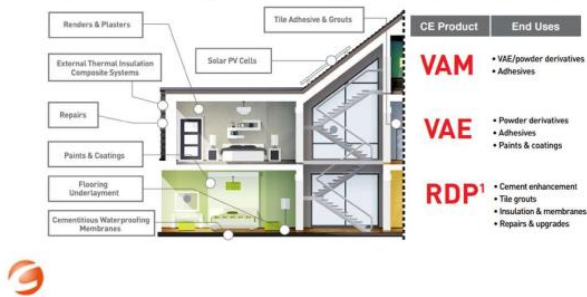 Renders & Plasters
Tile Adhesive & Grouts
External Thermal Insulation
Composite Systems
Solar PV Cells
Repairs
Paints & Coatings
Flooring
Underlayment
Cementitious Waterproofing
Membranes
CE Product
End Uses
VAM
• VAE/powder derivatives
• Adhesives
VAE
• Powder derivatives
• Adhesives
• Paints & coatings
RDP¹
• Cement enhancement
• Tile grouts
• Insulation & membranes
• Repairs & upgrades